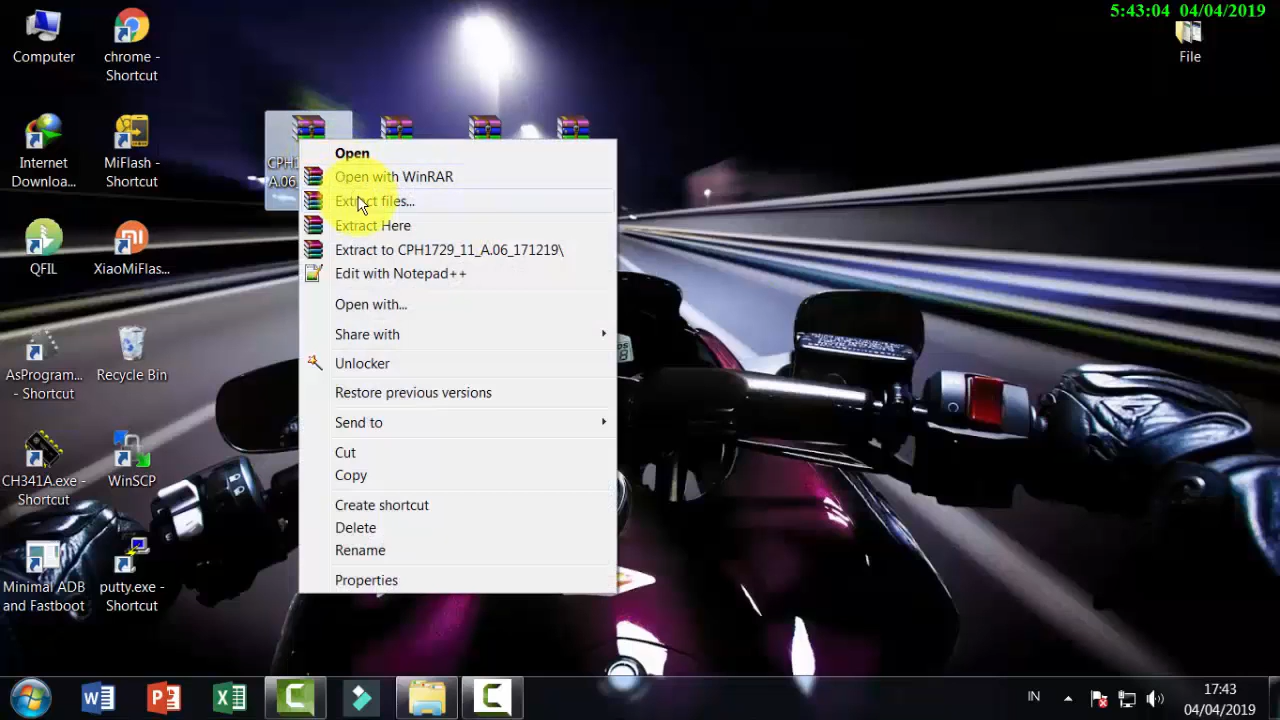 5:43:04 04/04/2019
Computer
chrome -
Shortcut
File
Internet
Downloa...
MiFlash -
Shortcut
QFIL
XiaoMiFlas...
AsProgram...
- Shortcut
Recycle Bin
CH341A.exe -
Shortcut
WinSCP
Minimal ADB
and Fastboot
putty.exe -
Shortcut
Open
Open with WinRAR
Extract files...
Extract Here
Extract to CPH1729_11_A.06_171219\
Edit with Notepad++
Open with...
Share with
Unlocker
Restore previous versions
Send to
Cut
Copy
Create shortcut
Delete
Rename
Properties
IN
17:43
04/04/2019